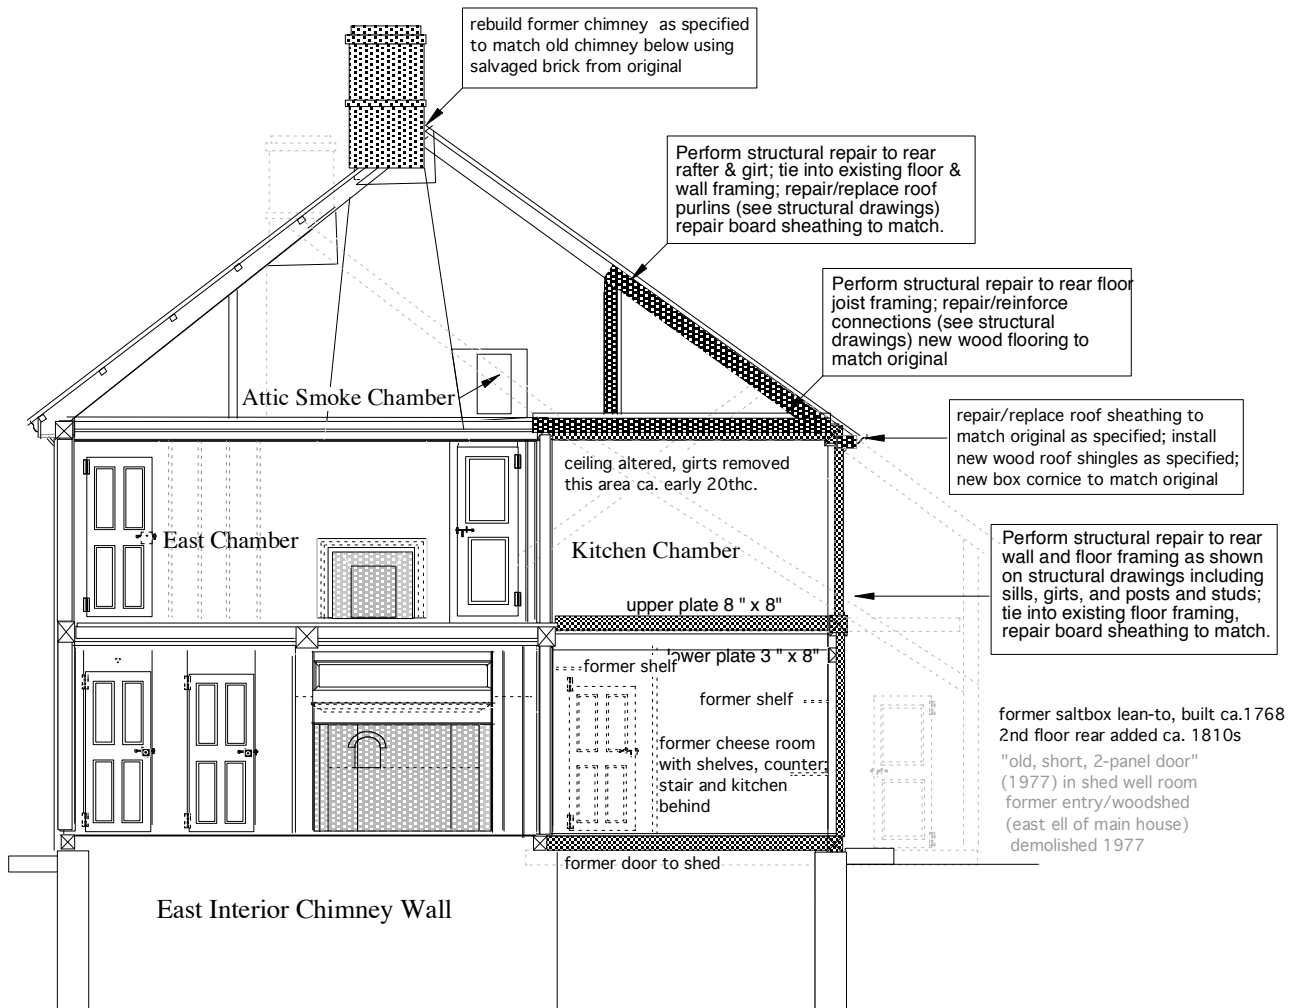 rebuild former chimney as specified
to match old chimney below using
salvaged brick from original
Perform structural repair to rear
rafter & girt; tie into existing floor &
wall framing; repair/replace roof
purlins (see structural drawings)
repair board sheathing to match.
Perform structural repair to rear floor
joist framing; repair/reinforce
connections (see structural
drawings) new wood flooring to
match original
Attic Smoke Chamber
repair/replace roof sheathing to
match original as specified; install
new wood roof shingles as specified;
new box cornice to match original
ceiling altered, girts removed
this area ca. early 20thc.
East Chamber
Kitchen Chamber
Perform structural repair to rear
wall and floor framing as shown
on structural drawings including
sills, girts, and posts and studs;
tie into existing floor framing,
repair board sheathing to match.
upper plate 8 " x 8"
lower plate 3 " x 8"
former shelf
former shelf
former cheese room
with shelves, counter;
stair and kitchen
behind
former saltbox lean-to, built ca.1768
2nd floor rear added ca. 1810s
"old, short, 2-panel door"
(1977) in shed well room
former entry/woodshed
(east ell of main house)
demolished 1977
former door to shed
East Interior Chimney Wall